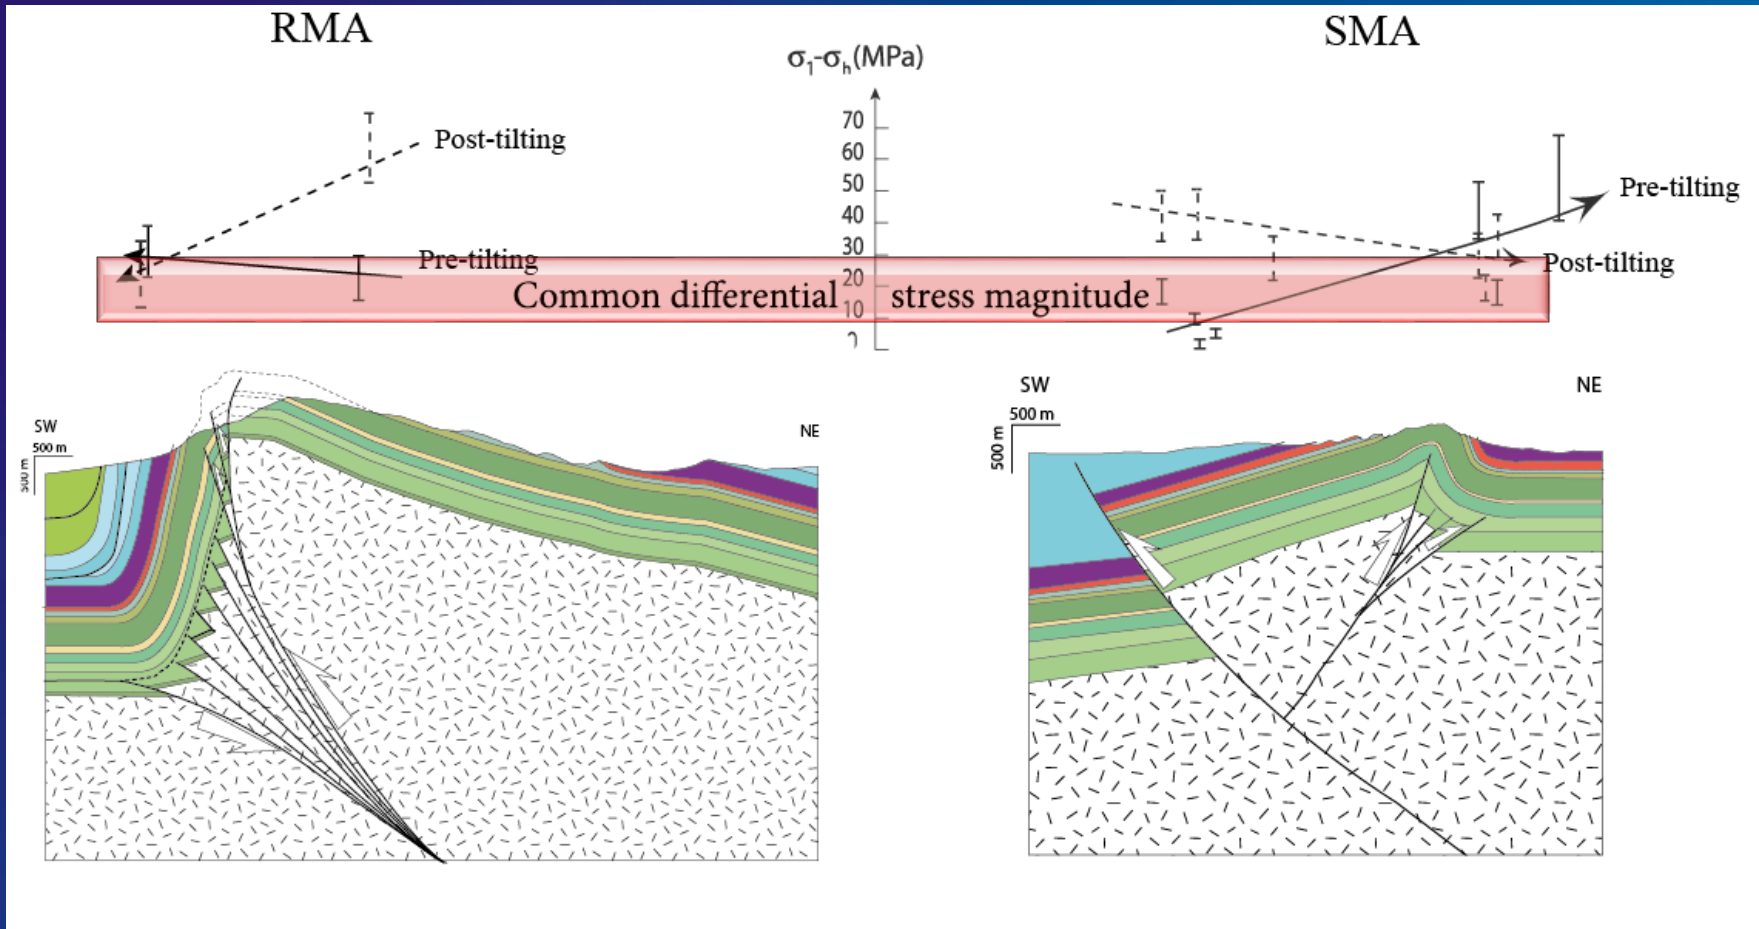 RMA
SMA
σ1-σh(MPa)
70
60
50
40
30
20
10
Post-tilting
Pre-tilting
Pre-tilting
Post-tilting
Common differential stress magnitude
SW
500 m
500 m
NE
SW
500 m
500 m
NE